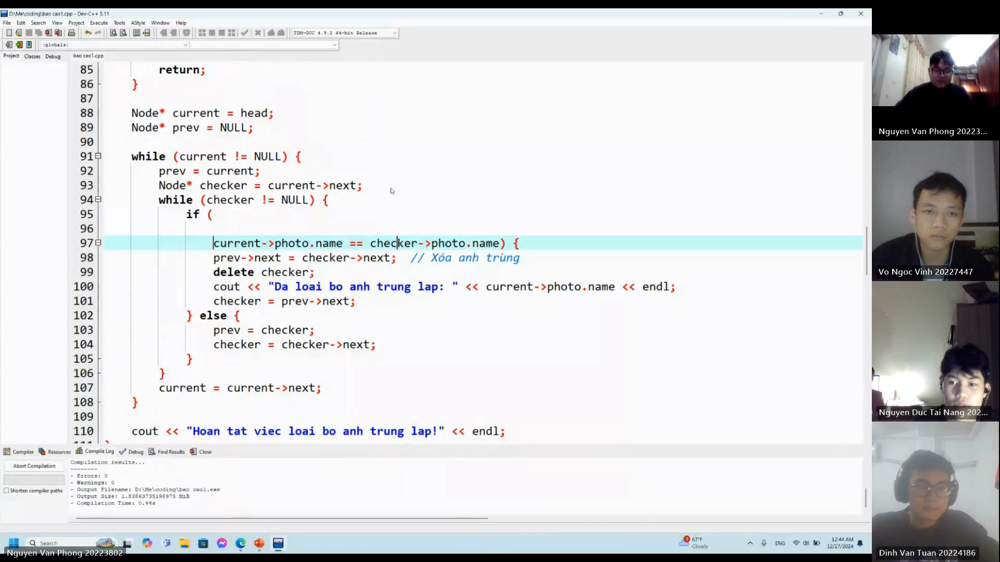 D:\Me\coding\bao cao1.cpp - Dev-C++ 5.11
File Edit Search View Project Execute Tools AStyle Window Help
TDM-GCC 4.9.2 64-bit Release
(globals)
Project Classes Debug
bao cao1.cpp
85 return;
86 }
87
88 Node* current = head;
89 Node* prev = NULL;
90
91 while (current != NULL) {
92 prev = current;
93 Node* checker = current->next;
94 while (checker != NULL) {
95 if (
96
97 current->photo.name == checker->photo.name) {
98 prev->next = checker->next; // Xóa anh trùng
99 delete checker;
100 cout << "Da loai bo anh trung lap: " << current->photo.name << endl;
101 checker = prev->next;
102 } else {
103 prev = checker;
104 checker = checker->next;
105 }
106 }
107 current = current->next;
108 }
109
110 cout << "Hoan tat viec loai bo anh trung lap!" << endl;
Compiler Resources Compile Log Debug Find Results Close
Abort Compilation
Shorten compiler paths
Compilation results...
--------
- Errors: 0
- Warnings: 0
- Output Filename: D:\Me\coding\bao cao1.exe
- Output Size: 1.83863735198975 MiB
- Compilation Time: 0.44s
Search
1
67°F
Cloudy
ENG
12:44 AM
12/27/2024
Nguyen Van Phong 20223802
Nguyen Van Phong 20223...
Vo Ngoc Vinh 20227447
Nguyen Duc Tai Nang 202...
Dinh Van Tuan 20224186